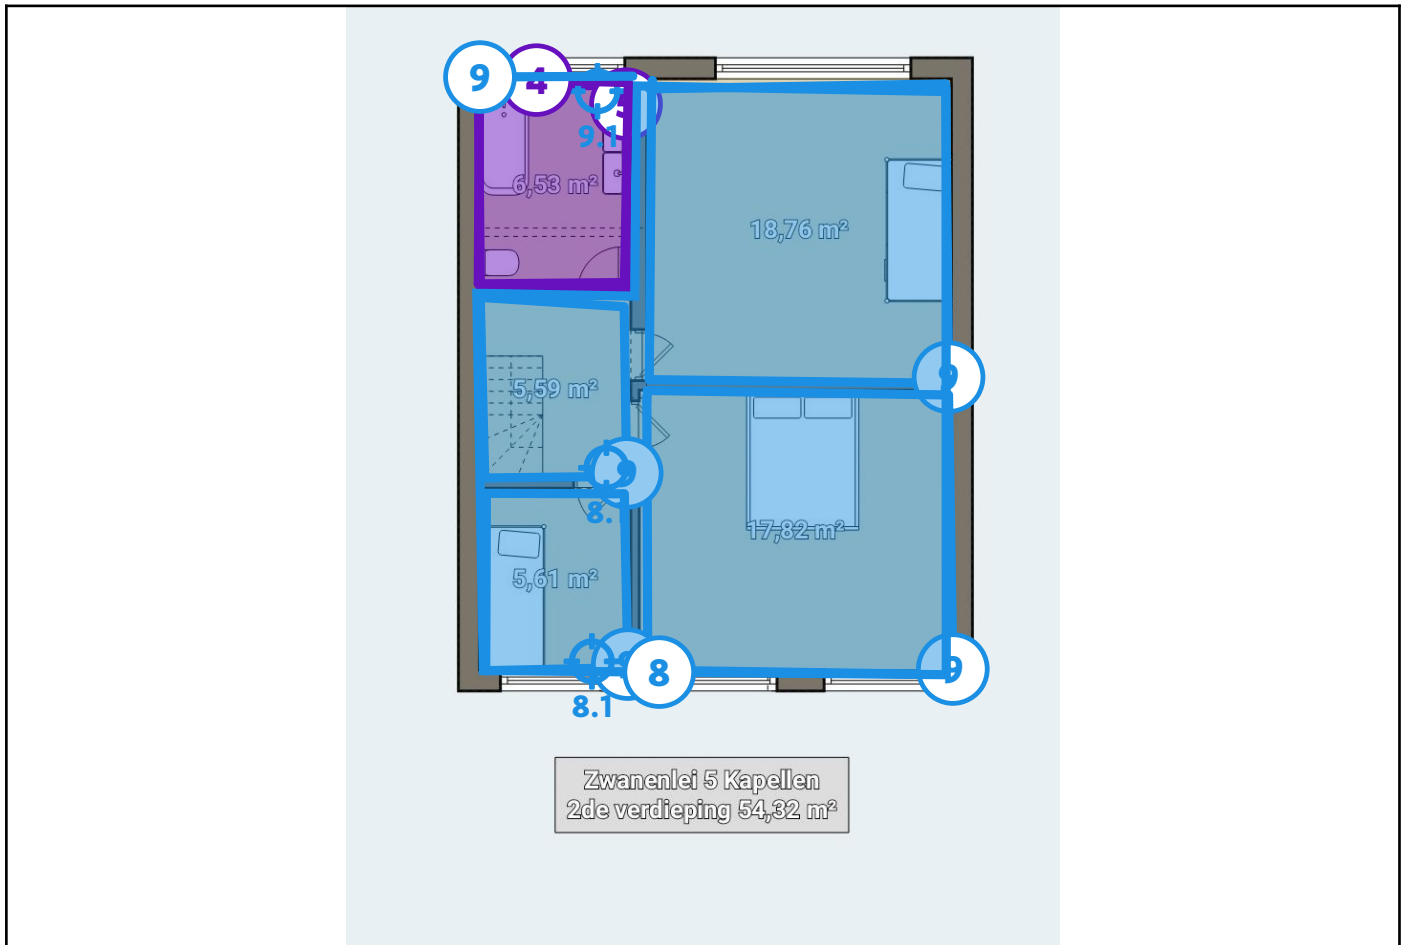 9
4
9.1
6,53 m²
18,76 m²
9
5,59 m²
9
8.1
17,82 m²
5,61 m²
8
9
8.1
Zwanenlei 5 Kapellen
2de verdieping 54,32 m²